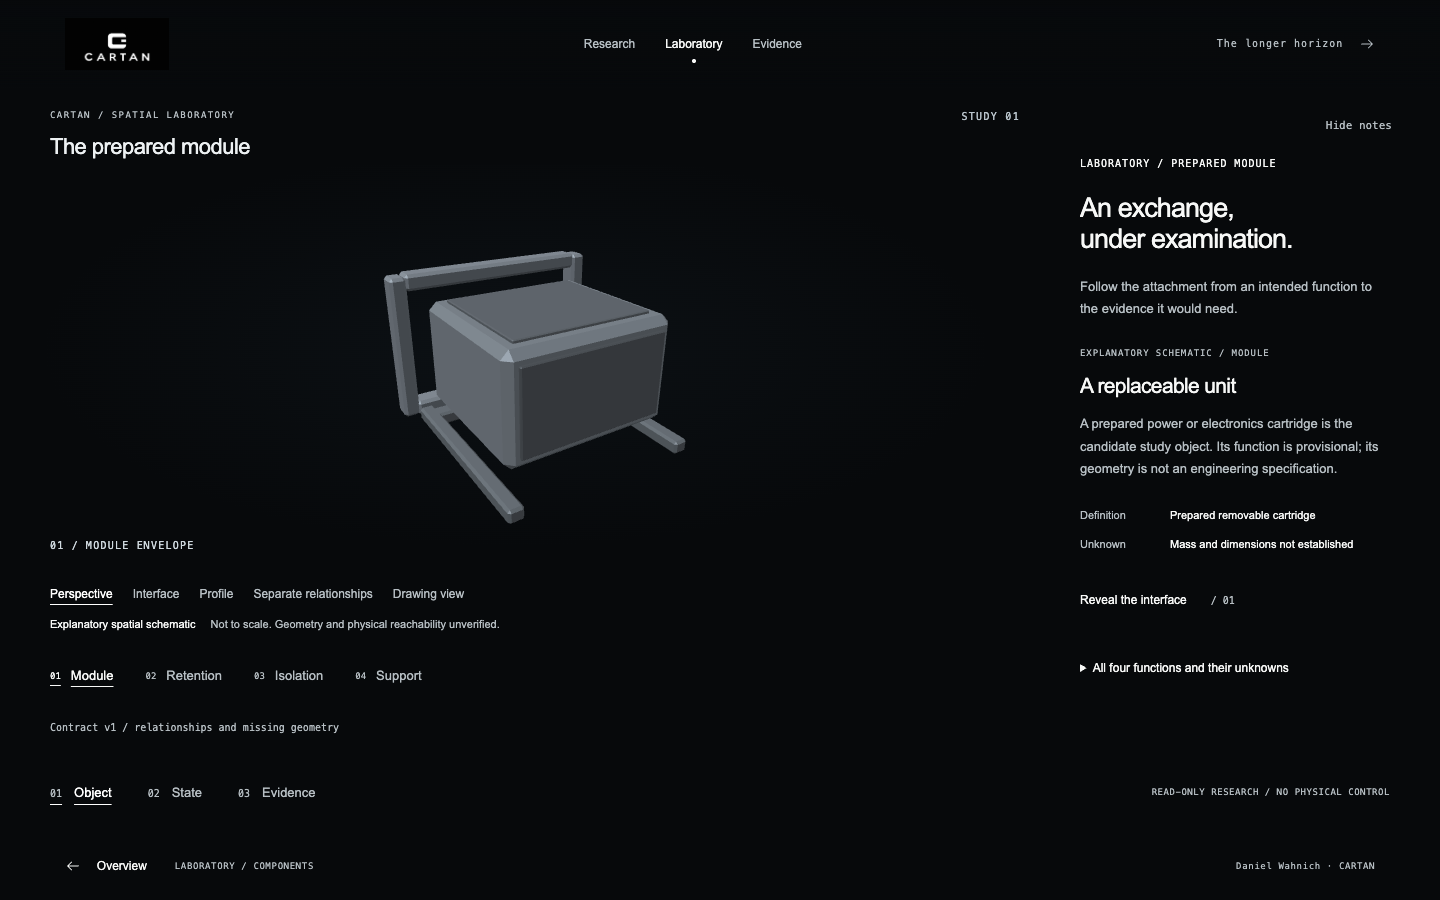 CARTAN
Research
Laboratory
Evidence
The longer horizon →
CARTAN / SPATIAL LABORATORY
The prepared module
STUDY 01
Hide notes
LABORATORY / PREPARED MODULE
An exchange,
under examination.
Follow the attachment from an intended function to
the evidence it would need.
EXPLANATORY SCHEMATIC / MODULE
A replaceable unit
A prepared power or electronics cartridge is the
candidate study object. Its function is provisional; its
geometry is not an engineering specification.
Definition Prepared removable cartridge
Unknown Mass and dimensions not established
Reveal the interface / 01
▶ All four functions and their unknowns
01 / MODULE ENVELOPE
Perspective Interface Profile Separate relationships Drawing view
Explanatory spatial schematic Not to scale. Geometry and physical reachability unverified.
01 Module 02 Retention 03 Isolation 04 Support
Contract v1 / relationships and missing geometry
01 Object 02 State 03 Evidence
READ-ONLY RESEARCH / NO PHYSICAL CONTROL
← Overview LABORATORY / COMPONENTS
Daniel Wahnich · CARTAN